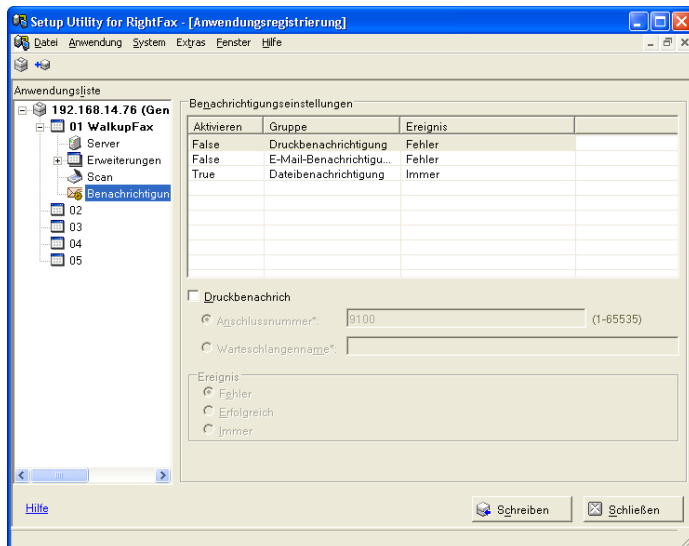 Setup Utility for RightFax - [Anwendungsregistrierung]
Datei Anwendung System Extras Fenster Hilfe
Anwendungsliste
192.168.14.76 (Gen
01 WalkupFax
Server
Erweiterungen
Scan
Benachrichtigun
02
03
04
05
Benachrichtigungseinstellungen
Aktivieren Gruppe Ereignis
False Druckbenachrichtigung Fehler
False E-Mail-Benachrichtigu... Fehler
True Dateibenachrichtigung Immer
Druckbenachrich
Anschlussnummer*: 9100 (1-65535)
Warteschlangenname*:
Ereignis
Fehler
Erfolgreich
Immer
Hilfe
Schreiben
Schließen